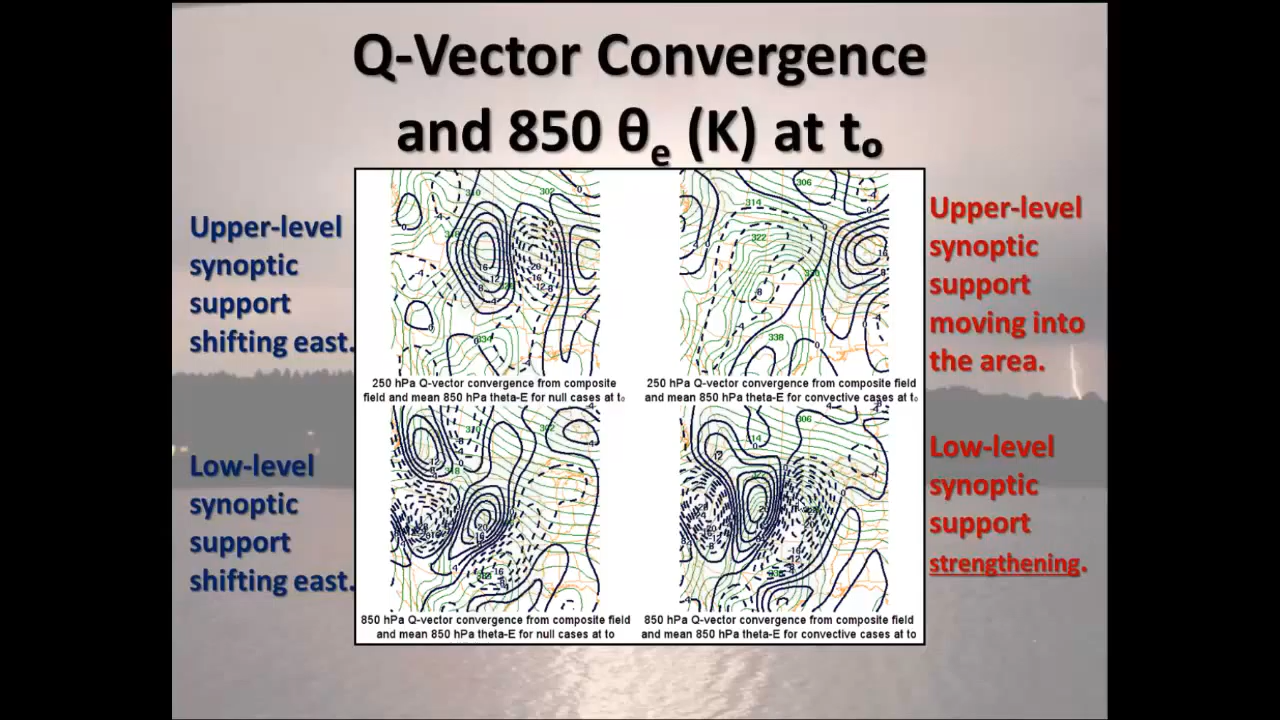 Q-Vector Convergence
and 850 θe (K) at to
Upper-level
synoptic
support
shifting east.
Upper-level
synoptic
support
moving into
the area.
250 hPa Q-vector convergence from composite
field and mean 850 hPa theta-E for null cases at to
250 hPa Q-vector convergence from composite field
and mean 850 hPa theta-E for convective cases at to
Low-level
synoptic
support
shifting east.
Low-level
synoptic
support
strengthening.
850 hPa Q-vector convergence from composite field
and mean 850 hPa theta-E for null cases at to
850 hPa Q-vector convergence from composite field
and mean 850 hPa theta-E for convective cases at to